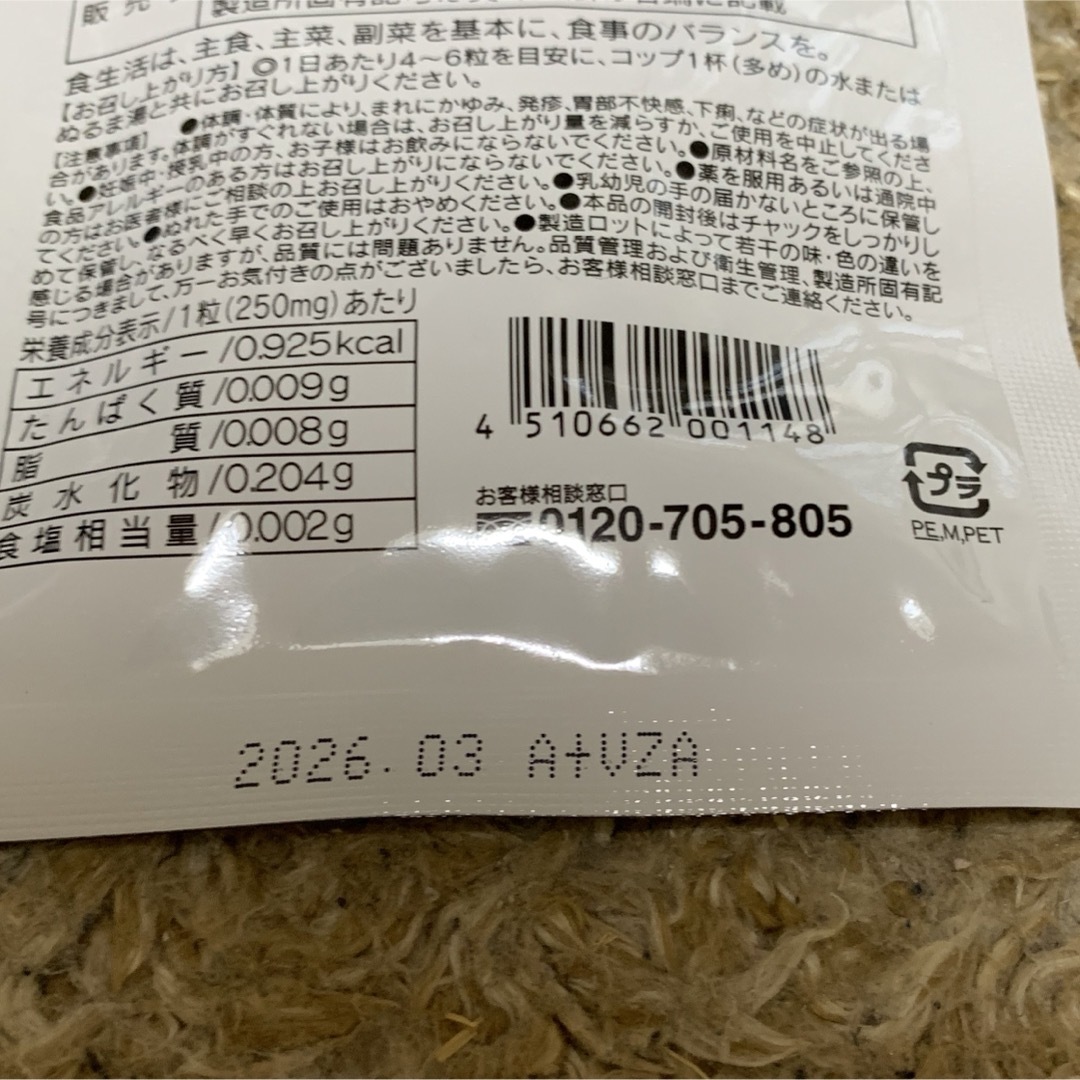 販売
食生活は、主食、主菜、副菜を基本に、食事のバランスを。
【お召し上がり方】◎1日あたり4～6粒を目安に、コップ1杯(多め)の水または
ぬるま湯と共にお召し上がりください。
【注意事項】●体調・体質により、まれにかゆみ、発疹、胃部不快感、下痢、などの症状が出る場
合があります。体調がすぐれない場合は、お召し上がり量を減らすか、ご使用を中止してくださ
い。●妊娠中・授乳中の方、お子様はお飲みにならないでください。●原材料名をご参照の上、
食品アレルギーのある方はお召し上がりにならないでください。●薬を服用あるいは通院中
の方はお医者様にご相談の上お召し上がりください。●乳幼児の手の届かないところに保管し
てください。●ぬれた手でのご使用はおやめください。●本品の開封後はチャックをしっかりし
めて保管し、なるべく早くお召し上がりください。●製造ロットによって若干の味・色の違いを
感じる場合がありますが、品質には問題ありません。品質管理および衛生管理、製造所固有記
号につきまして、万一お気付きの点がございましたら、お客様相談窓口までご連絡ください。
栄養成分表示/1粒(250mg)あたり
エネルギー/0.925kcal
たんぱく質/0.009g
脂質/0.008g
炭水化物/0.204g
食塩相当量/0.002g
4 510662 001148
お客様相談窓口
0120-705-805
プラ
PE,M,PET
2026.03 A†VZA